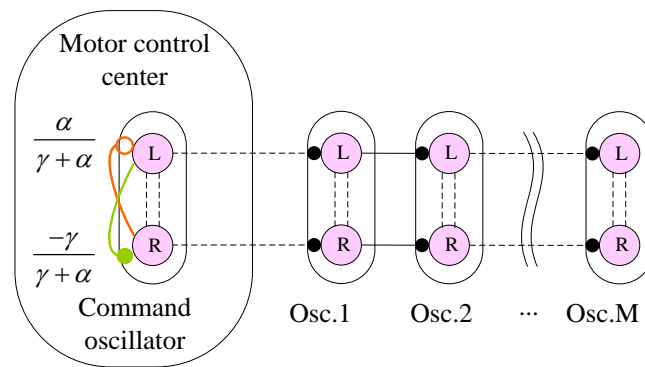 Motor control
center
α
γ + α
L
L
L
L
R
R
R
R
−γ
γ + α
Command
oscillator
Osc.1
Osc.2
...
Osc.M